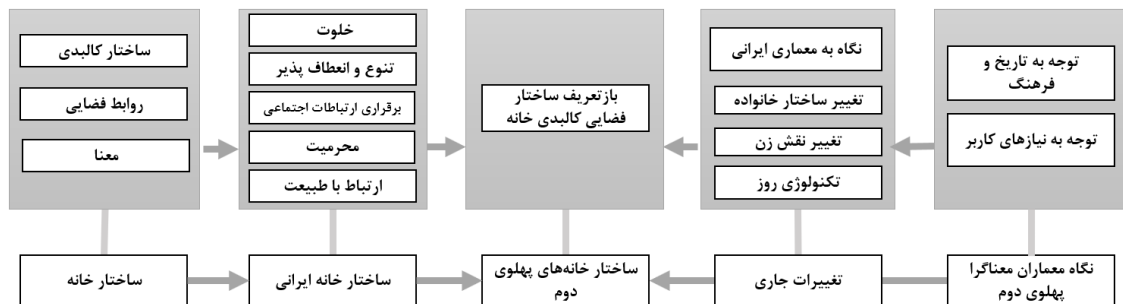 توجه به تاریخ و
فرهنگ
توجه به نیازهای کاربر
نگاه به معماری ایرانی
تغییر ساختار خانواده
تغییر نقش زن
تکنولوژی روز
بازتعریف ساختار
فضایی کالبدی خانه
خلوت
تنوع و انعطاف پذیر
برقراری ارتباطات اجتماعی
محرمیت
ارتباط با طبیعت
ساختار کالبدی
روابط فضایی
معنا
نگاه معماران معناگرا
پهلوی دوم
تغییرات جاری
ساختار خانه‌های پهلوی
دوم
ساختار خانه ایرانی
ساختار خانه